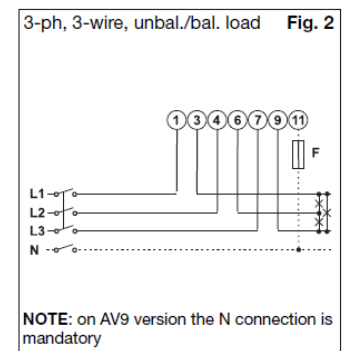 3-ph, 3-wire, unbal./bal. load Fig. 2
1 3 4 6 7 9 11
F
L1
L2
L3
N
NOTE: on AV9 version the N connection is
mandatory